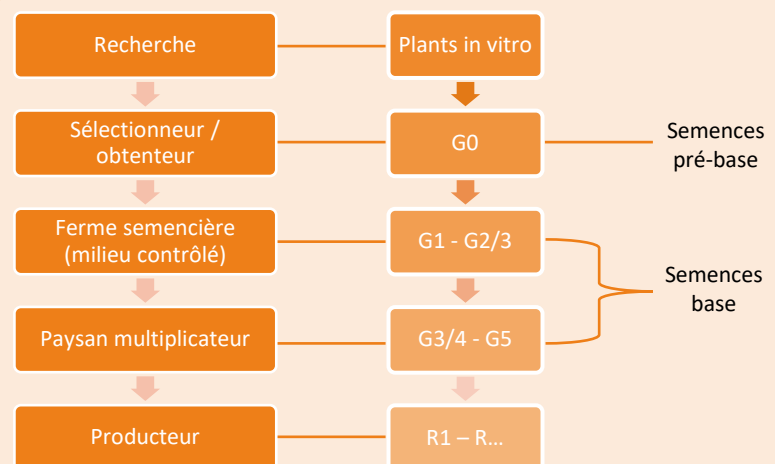 Recherche
Plants in vitro
Sélectionneur /
obtenteur
G0
Semences
pré-base
Ferme semencière
(milieu contrôlé)
G1 - G2/3
Semences
base
Paysan multiplicateur
G3/4 - G5
Producteur
R1 – R...